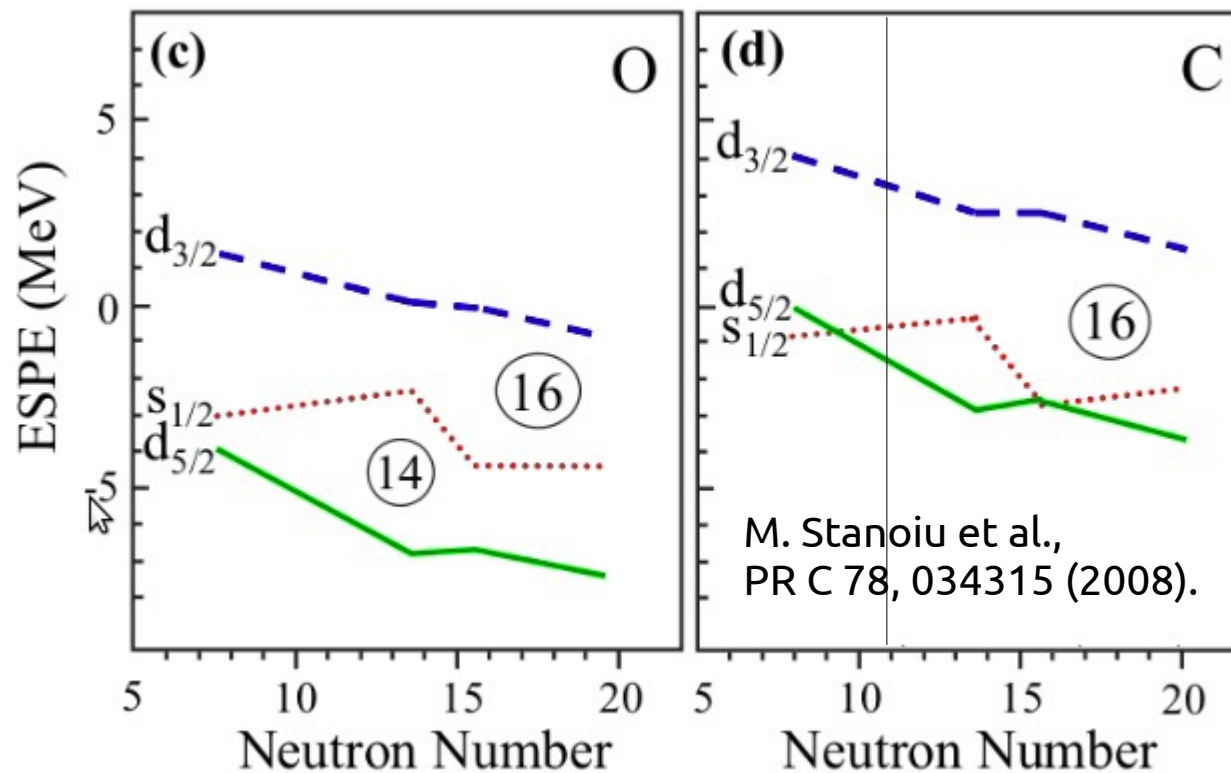 (c)
O
ESPE (MeV)
5
0
-5
d3/2
s1/2
d5/2
16
14
5
10
15
20
Neutron Number
(d)
C
d3/2
d5/2
s1/2
16
M. Stanoiu et al.,
PR C 78, 034315 (2008).
5
10
15
20
Neutron Number